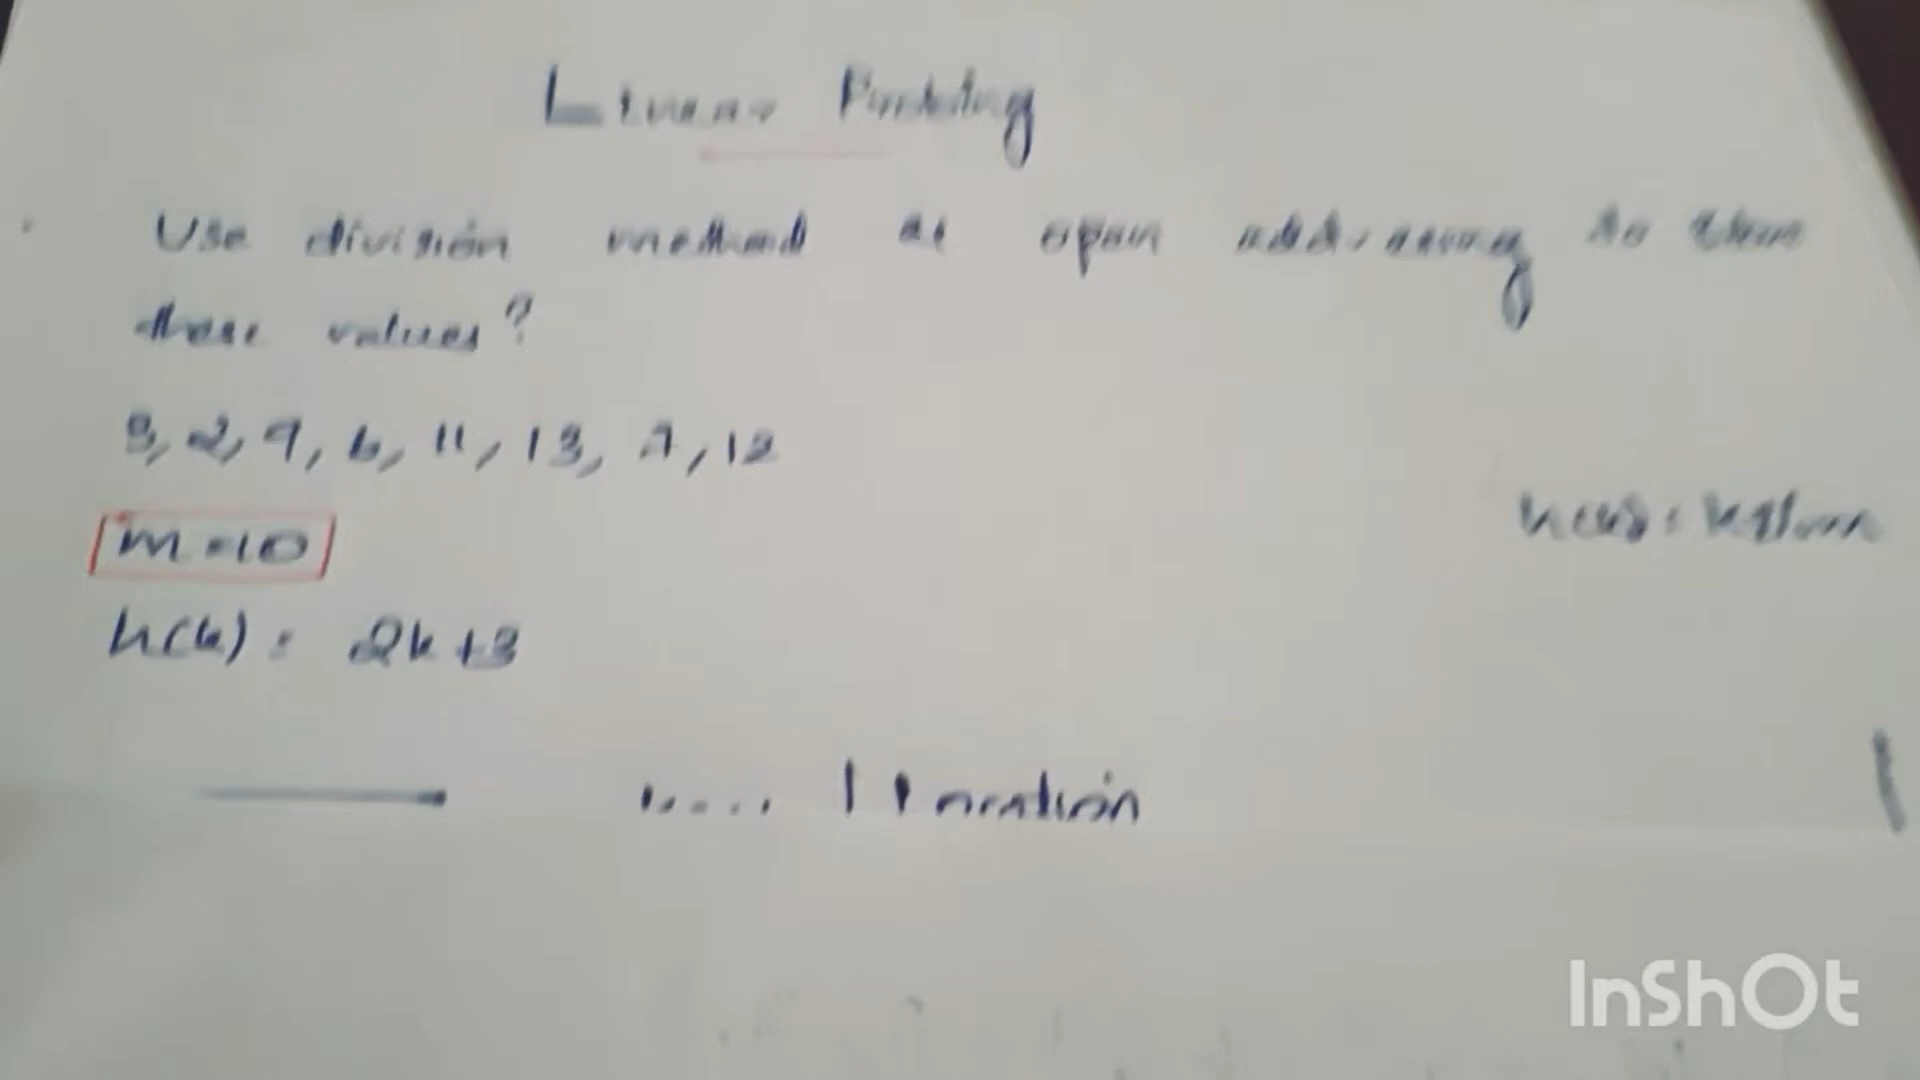 Linear Probing
Use division method as open addressing to store
these values?
3, 2, 9, 6, 11, 13, 7, 12
m=10
h(k) = k%m
h(k) = 2k+3
InShOt